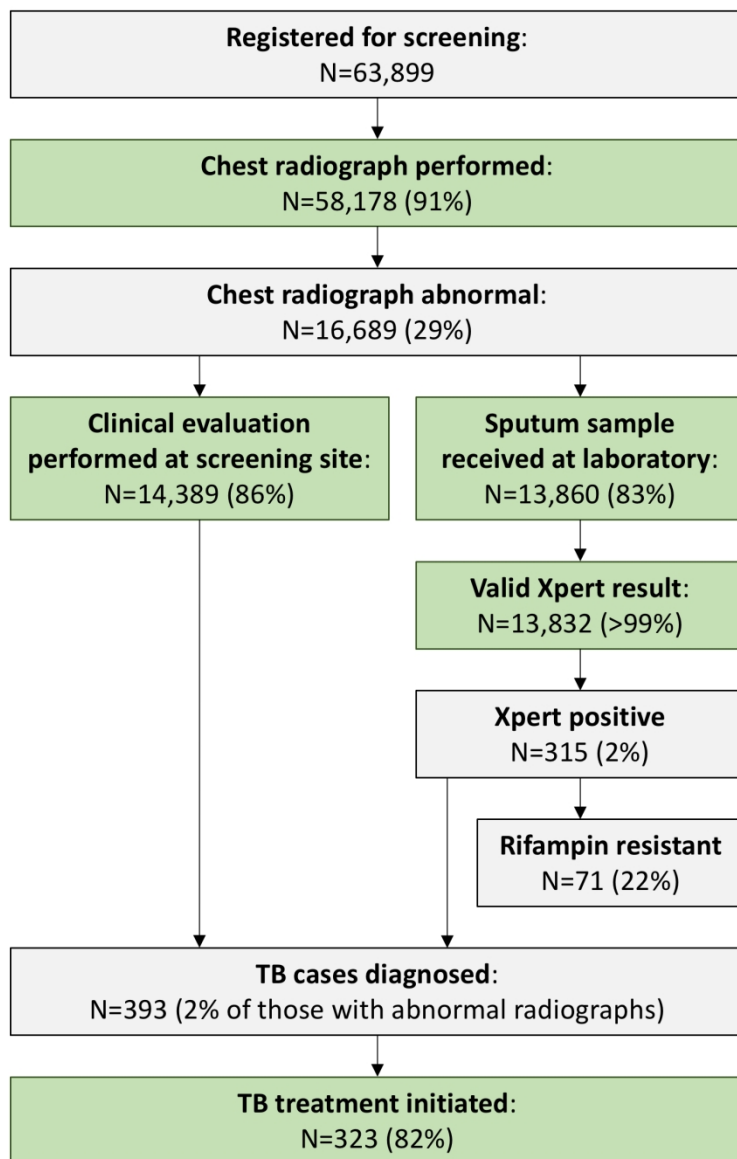 Registered for screening:
N=63,899
Chest radiograph performed:
N=58,178 (91%)
Chest radiograph abnormal:
N=16,689 (29%)
Clinical evaluation
performed at screening site:
N=14,389 (86%)
Sputum sample
received at laboratory:
N=13,860 (83%)
Valid Xpert result:
N=13,832 (>99%)
Xpert positive
N=315 (2%)
Rifampin resistant
N=71 (22%)
TB cases diagnosed:
N=393 (2% of those with abnormal radiographs)
TB treatment initiated:
N=323 (82%)